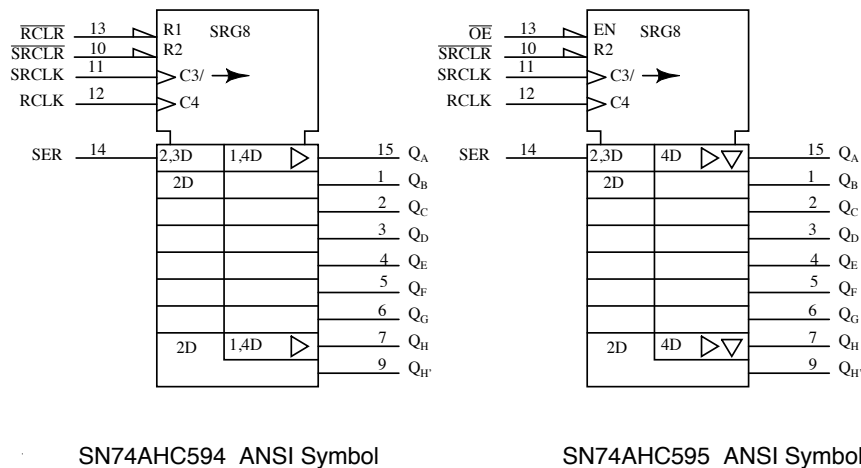 RCLR 13 R1 SRG8
SRCLR 10 R2
SRCLK 11 C3/
RCLK 12 C4
SER 14 2,3D 1,4D 15 QA
2D 1 QB
2 QC
3 QD
4 QE
5 QF
6 QG
2D 1,4D 7 QH
9 QH'
SN74AHC594 ANSI Symbol
OE 13 EN SRG8
SRCLR 10 R2
SRCLK 11 C3/
RCLK 12 C4
SER 14 2,3D 4D 15 QA
2D 1 QB
2 QC
3 QD
4 QE
5 QF
6 QG
2D 4D 7 QH
9 QH'
SN74AHC595 ANSI Symbol